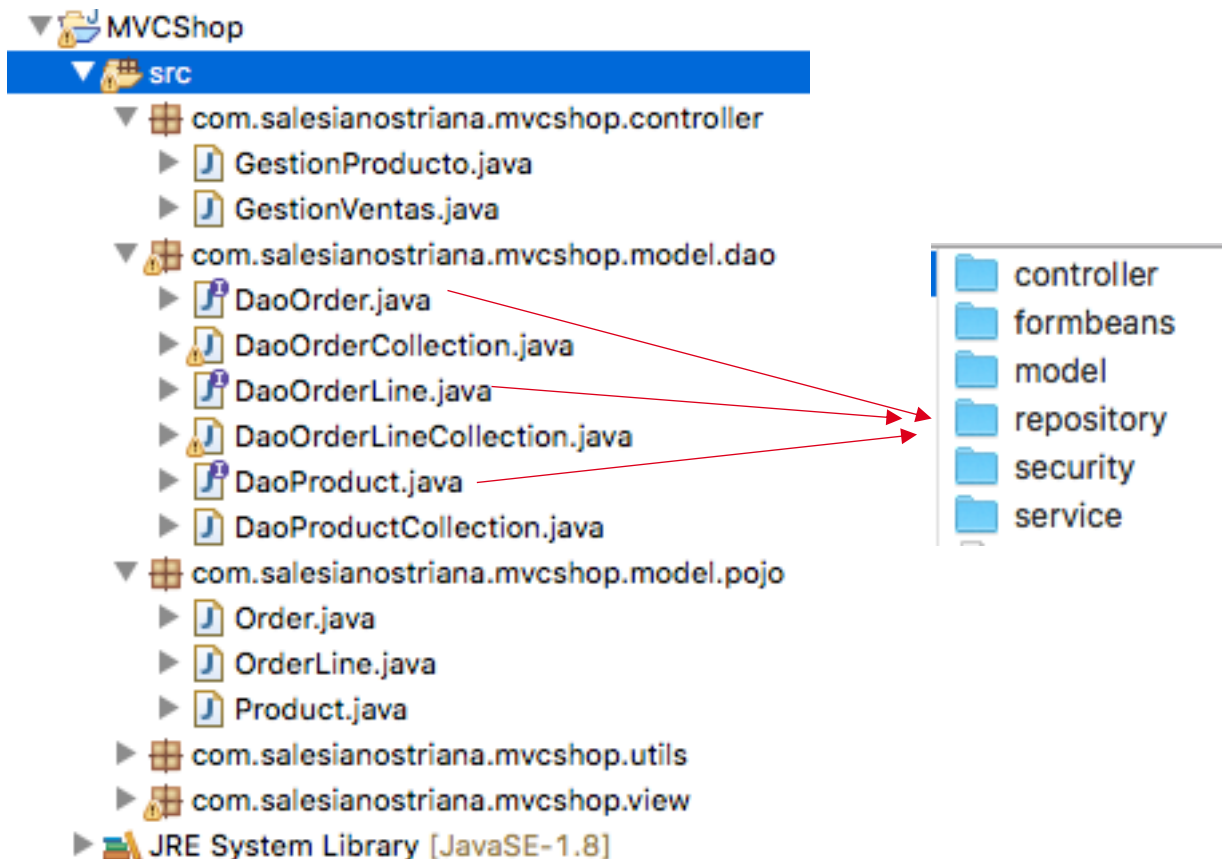 MVCShop
src
com.salesianostriana.mvcshop.controller
GestionProducto.java
GestionVentas.java
com.salesianostriana.mvcshop.model.dao
DaoOrder.java
DaoOrderCollection.java
DaoOrderLine.java
DaoOrderLineCollection.java
DaoProduct.java
DaoProductCollection.java
com.salesianostriana.mvcshop.model.pojo
Order.java
OrderLine.java
Product.java
com.salesianostriana.mvcshop.utils
com.salesianostriana.mvcshop.view
JRE System Library [JavaSE-1.8]
controller
formbeans
model
repository
security
service